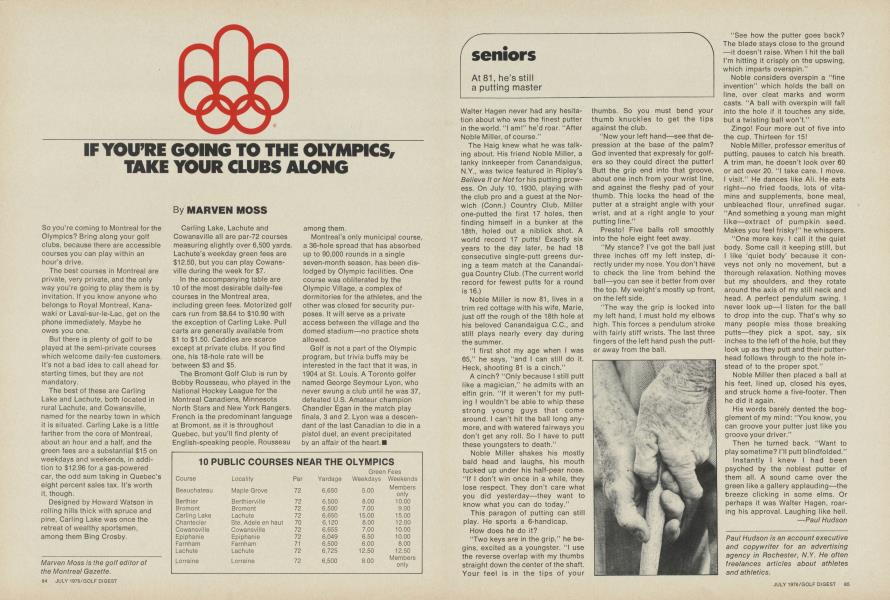 IF YOU'RE GOING TO THE OLYMPICS,
TAKE YOUR CLUBS ALONG
By MARVEN MOSS
So you're coming to Montreal for the
Olympics? Bring along your golf
clubs, because there are accessible
courses you can play within an
hour's drive.
The best courses in Montreal are
private, very private, and the only
way you're going to play them is by
invitation. If you know anyone who
belongs to Royal Montreal, Kana-
waki or Laval-sur-le-Lac, get on the
phone immediately. Maybe he
owes you one.
But there is plenty of golf to be
played at the semi-private courses
which welcome daily-fee customers.
It's not a bad idea to call ahead for
starting times, but they are not
mandatory.
The best of these are Carling
Lake and Lachute, both located in
rural Lachute, and Cowansville,
named for the nearby town in which
it is situated. Carling Lake is a little
farther from the core of Montreal,
about an hour and a half, and the
green fees are a substantial $15 on
weekdays and weekends, in addi-
tion to $12.96 for a gas-powered
car, the odd sum taking in Quebec's
eight percent sales tax. It's worth
it, though.
Designed by Howard Watson in
rolling hills thick with spruce and
pine, Carling Lake was once the
retreat of wealthy sportsmen,
among them Bing Crosby.
Marven Moss is the golf editor of
the Montreal Gazette.
84 JULY 1976/GOLF DIGEST
Carling Lake, Lachute and
Cowansville all are par-72 courses
measuring slightly over 6,500 yards.
Lachute's weekday green fees are
$12.50, but you can play Cowans-
ville during the week for $7.
In the accompanying table are
10 of the most desirable daily-fee
courses in the Montreal area,
including green fees. Motorized golf
cars run from $8.64 to $10.90 with
the exception of Carling Lake. Pull
carts are generally available from
$1 to $1.50. Caddies are scarce
except at private clubs. If you find
one, his 18-hole rate will be
between $3 and $5.
The Bromont Golf Club is run by
Bobby Rousseau, who played in the
National Hockey League for the
Montreal Canadiens, Minnesota
North Stars and New York Rangers.
French is the predominant language
at Bromont, as it is throughout
Quebec, but you'll find plenty of
English-speaking people, Rousseau
among them.
Montreal's only municipal course,
a 36-hole spread that has absorbed
up to 90,000 rounds in a single
seven-month season, has been dis-
lodged by Olympic facilities. One
course was obliterated by the
Olympic Village, a complex of
dormitories for the athletes, and the
other was closed for security pur-
poses. It will serve as a private
access between the village and the
domed stadium—no practice shots
allowed.
Golf is not a part of the Olympic
program, but trivia buffs may be
interested in the fact that it was, in
1904 at St. Louis. A Toronto golfer
named George Seymour Lyon, who
never swung a club until he was 37,
defeated U.S. Amateur champion
Chandler Egan in the match play
finals, 3 and 2. Lyon was a descen-
dant of the last Canadian to die in a
pistol duel, an event precipitated
by an affair of the heart. ■
10 PUBLIC COURSES NEAR THE OLYMPICS
Green Fees
Course Locality Par Yardage Weekdays Weekends
Beauchateau Maple Grove 72 6,650 5.00 Members only
Berthier Berthierville 72 6,500 8.00 10.00
Bromont Bromont 72 6,500 7.00 9.00
Carling Lake Lachute 72 6,650 15.00 15.00
Chantecler Ste. Adele en haut 70 6,120 8.00 12.00
Cowansville Cowansville 72 6,655 7.00 10.00
Epiphanie Epiphanie 72 6,049 6.50 10.00
Farnham Farnham 71 6,500 6.00 8.00
Lachute Lachute 72 6,725 12.50 12.50
Lorraine Lorraine 72 6,500 8.00 Members only
seniors
At 81, he's still
a putting master
Walter Hagen never had any hesita-
tion about who was the finest putter
in the world. "I am!" he'd roar. "After
Noble Miller, of course."
The Haig knew what he was talk-
ing about. His friend Noble Miller, a
lanky innkeeper from Canandaigua,
N.Y., was twice featured in Ripley's
Believe It or Not for his putting prow-
ess. On July 10, 1930, playing with
the club pro and a guest at the Nor-
wich (Conn.) Country Club, Miller
one-putted the first 17 holes, then
finding himself in a bunker at the
18th, holed out a niblick shot. A
world record 17 putts! Exactly six
years to the day later, he had 18
consecutive single-putt greens dur-
ing a team match at the Canandai-
gua Country Club. (The current world
record for fewest putts for a round
is 16.)
Noble Miller is now 81, lives in a
trim red cottage with his wife, Marie,
just off the rough of the 18th hole at
his beloved Canandaigua C.C., and
still plays nearly every day during
the summer.
"I first shot my age when I was
65," he says, "and I can still do it.
Heck, shooting 81 is a cinch."
A cinch? "Only because I still putt
like a magician," he admits with an
elfin grin. "If it weren't for my putt-
ing I wouldn't be able to whip these
strong young guys that come
around. I can't hit the ball long any-
more, and with watered fairways you
don't get any roll. So I have to putt
these youngsters to death."
Noble Miller shakes his mostly
bald head and laughs, his mouth
tucked up under his half-pear nose.
"If I don't win once in a while, they
lose respect. They don't care what
you did yesterday—they want to
know what you can do today."
This paragon of putting can still
play. He sports a 6-handicap.
How does he do it?
"Two keys are in the grip," he be-
gins, excited as a youngster. "I use
the reverse overlap with my thumbs
straight down the center of the shaft.
Your feel is in the tips of your
thumbs. So you must bend your
thumb knuckles to get the tips
against the club.
"Now your left hand—see that de-
pression at the base of the palm?
God invented that expressly for golf-
ers so they could direct the putter!
Butt the grip end into that groove,
about one inch from your wrist line,
and against the fleshy pad of your
thumb. This locks the head of the
putter at a straight angle with your
wrist, and at a right angle to your
putting line."
Presto! Five balls roll smoothly
into the hole eight feet away.
"My stance? I've got the ball just
three inches off my left instep, di-
rectly under my nose. You don't have
to check the line from behind the
ball—you can see it better from over
the top. My weight's mostly up front,
on the left side.
"The way the grip is locked into
my left hand, I must hold my elbows
high. This forces a pendulum stroke
with fairly stiff wrists. The last three
fingers of the left hand push the putt-
er away from the ball.
"See how the putter goes back?
The blade stays close to the ground
—it doesn't raise. When I hit the ball
I'm hitting it crisply on the upswing,
which imparts overspin."
Noble considers overspin a "fine
invention" which holds the ball on
line, over cleat marks and worm
casts. "A ball with overspin will fall
into the hole if it touches any side,
but a twisting ball won't."
Zingo! Four more out of five into
the cup. Thirteen for 15!
Noble Miller, professor emeritus of
putting, pauses to catch his breath.
A trim man, he doesn't look over 60
or act over 20. "I take care. I move.
I visit." He dances like Ali. He eats
right—no fried foods, lots of vita-
mins and supplements, bone meal,
unbleached flour, unrefined sugar.
"And something a young man might
like—extract of pumpkin seed.
Makes you feel frisky!" he whispers.
"One more key. I call it the quiet
body. Some call it keeping still, but
I like 'quiet body' because it con-
veys not only no movement, but a
thorough relaxation. Nothing moves
but my shoulders, and they rotate
around the axis of my still neck and
head. A perfect pendulum swing. I
never look up—I listen for the ball
to drop into the cup. That's why so
many people miss those breaking
putts—they pick a spot, say, six
inches to the left of the hole, but they
look up as they putt and their putter-
head follows through to the hole in-
stead of to the proper spot."
Noble Miller then places a ball at
his feet, lined up, closed his eyes,
and struck home a five-footer. Then
he did it again.
His words barely dented the bog-
glement of my mind: "You know, you
can groove your putter just like you
groove your driver."
Then he turned back. "Want to
play sometime? I'll putt blindfolded."
Instantly I knew I had been
psyched by the noblest putter of
them all. A sound came over the
green like a gallery applauding—the
breeze clicking in some elms. Or
perhaps it was Walter Hagen, roar-
ing his approval. Laughing like hell.
—Paul Hudson
Paul Hudson is an account executive
and copywriter for an advertising
agency in Rochester, N.Y. He often
freelances articles about athletes
and athletics.
JULY 1976/GOLF DIGEST 85